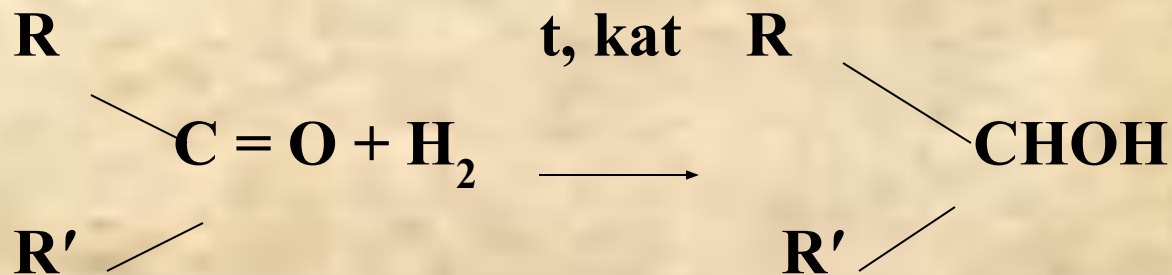 R t, kat R
C = O + H₂ CHOH
R′ R′